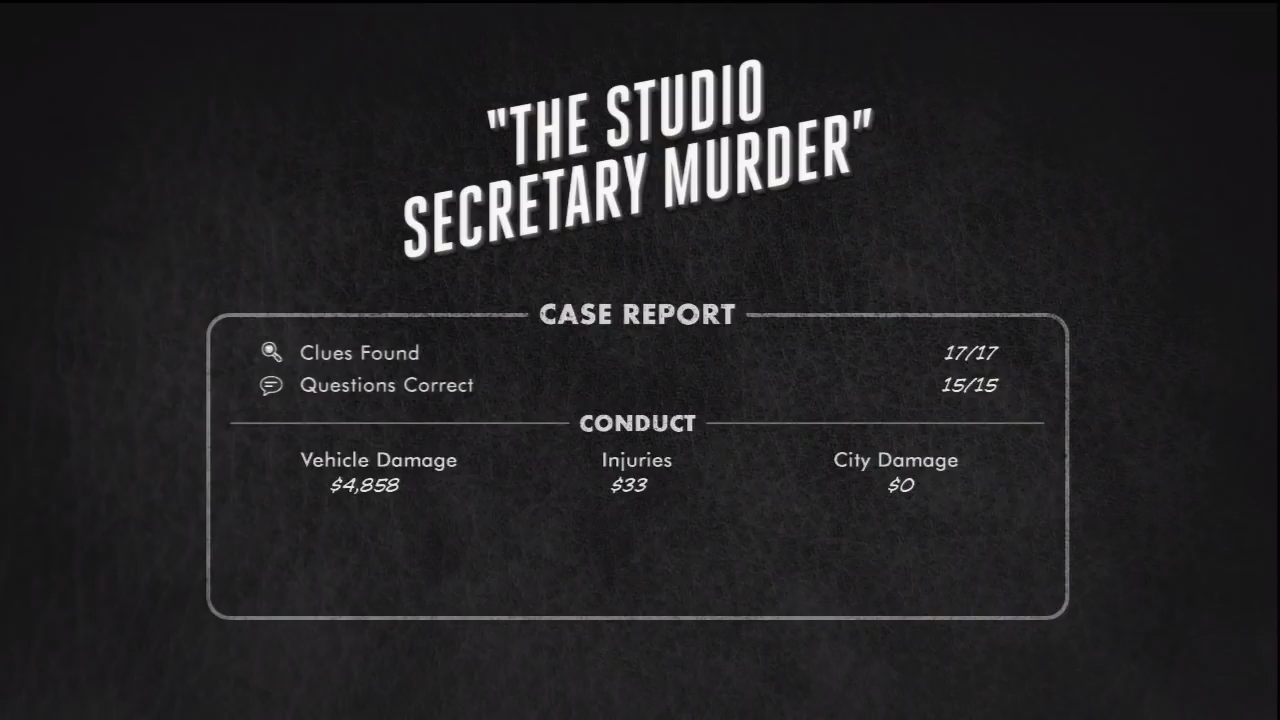 "THE STUDIO
SECRETARY MURDER"
CASE REPORT
Clues Found 17/17
Questions Correct 15/15
CONDUCT
Vehicle Damage Injuries City Damage
$4,858 $33 $0